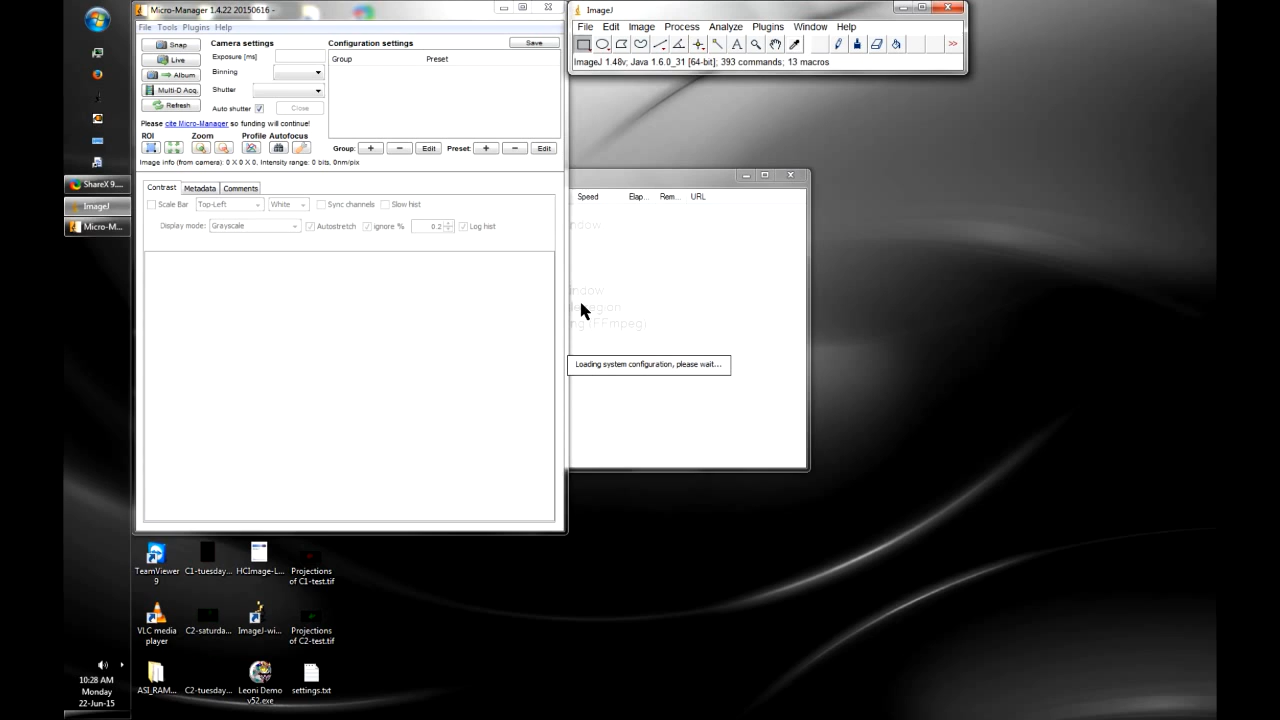 Micro-Manager 1.4.22 20150616 -
File Tools Plugins Help
Snap
Live
Album
Multi-D Acq.
Refresh
Camera settings
Exposure [ms]
Binning
Shutter
Auto shutter
Close
Configuration settings
Save
Group Preset
Please cite Micro-Manager so funding will continue!
ROI Zoom Profile Autofocus
Group: + − Edit Preset: + − Edit
Image info (from camera): 0 X 0 X 0, Intensity range: 0 bits, 0nm/pix
Contrast Metadata Comments
Scale Bar Top-Left White Sync channels Slow hist
Display mode: Grayscale Autostretch ignore % 0.2 Log hist
ImageJ
File Edit Image Process Analyze Plugins Window Help
A
>>
ImageJ 1.48v; Java 1.6.0_31 [64-bit]; 393 commands; 13 macros
Speed Elap... Rem... URL
Loading system configuration, please wait...
ShareX 9....
ImageJ
Micro-M...
TeamViewer 9
C1-tuesday...
HCImage-L...
Projections of C1-test.tif
VLC media player
C2-saturda...
ImageJ-wi...
Projections of C2-test.tif
ASI_RAM...
C2-tuesday...
Leoni Demo v52.exe
settings.txt
10:28 AM
Monday
22-Jun-15